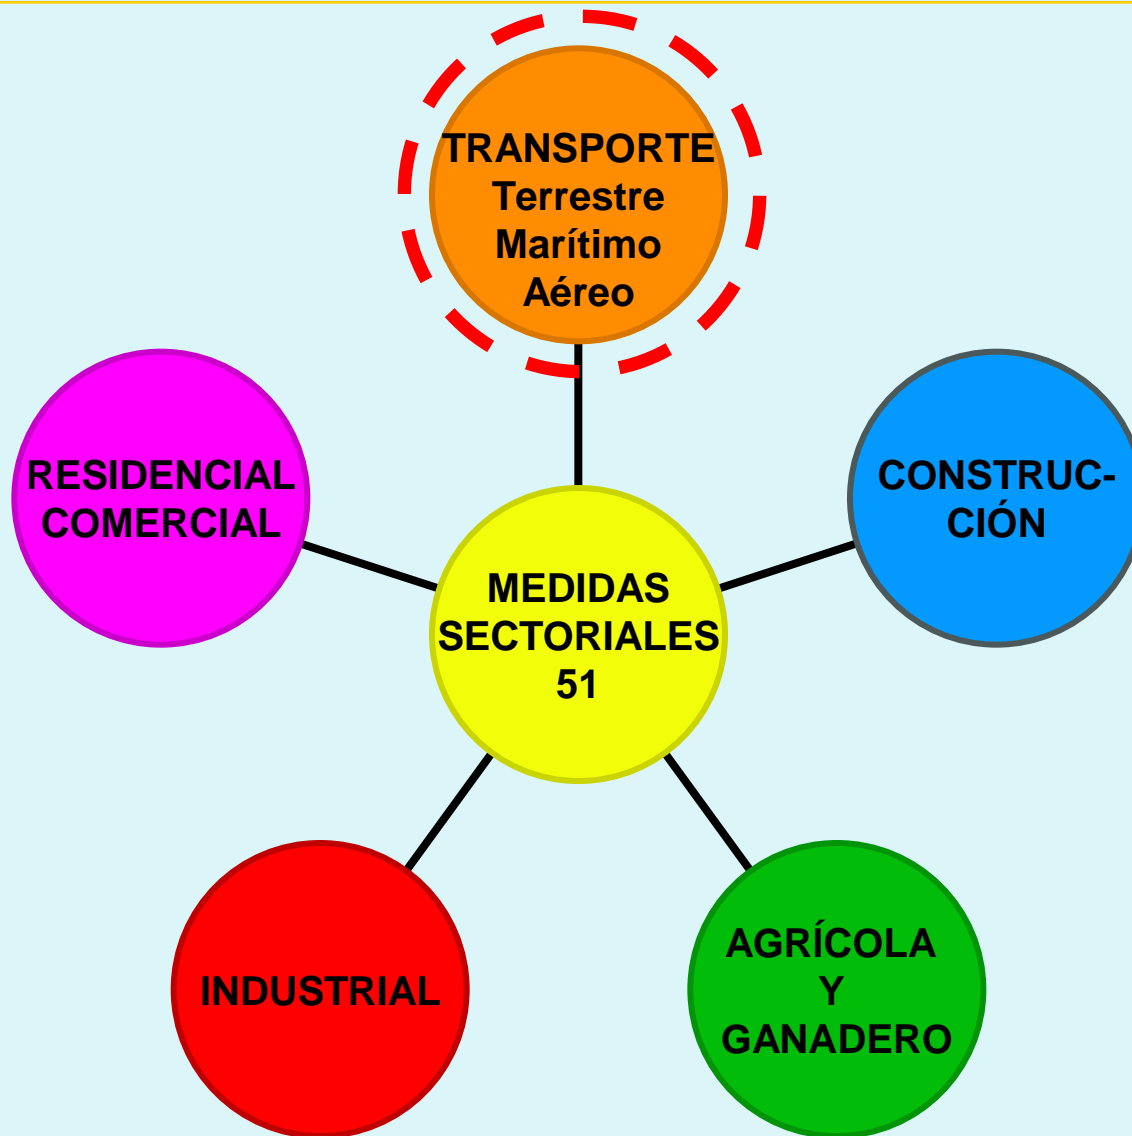 TRANSPORTE
Terrestre
Marítimo
Aéreo
RESIDENCIAL
COMERCIAL
CONSTRUC-
CIÓN
MEDIDAS
SECTORIALES
51
INDUSTRIAL
AGRÍCOLA
Y
GANADERO